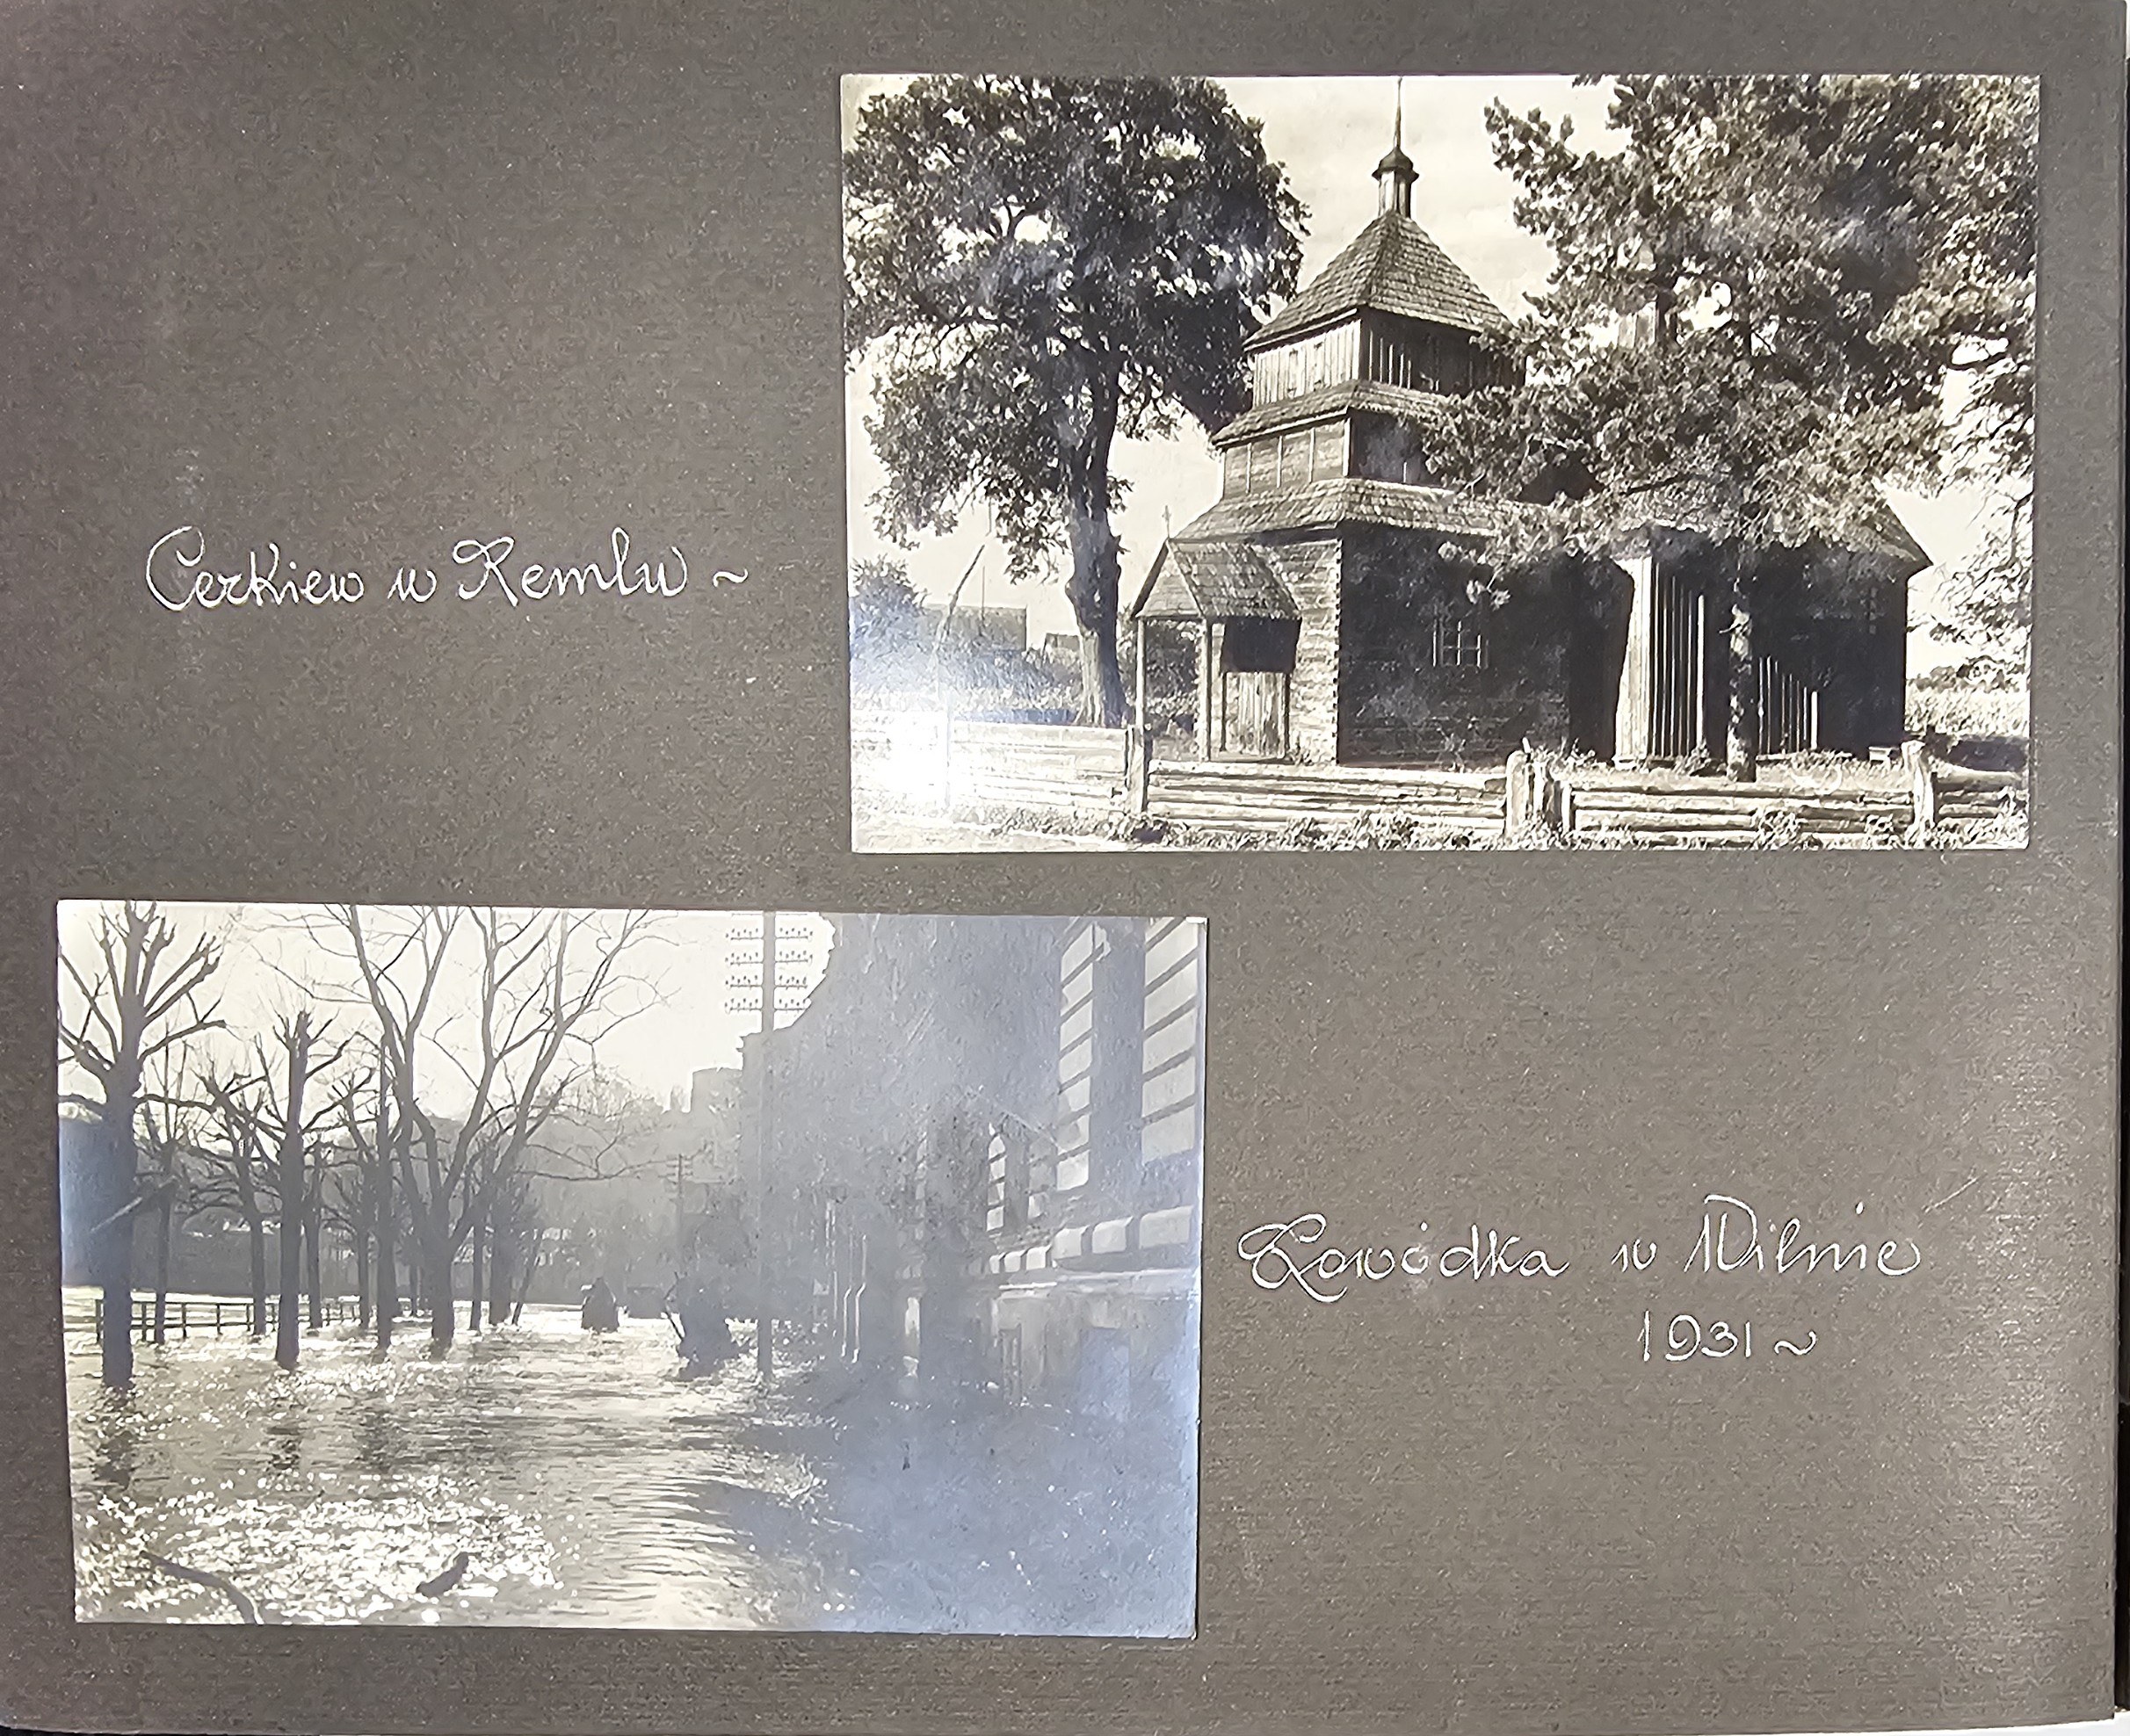 Cerkiew w Remlu ~
Powódka w Wilnie
1931 ~